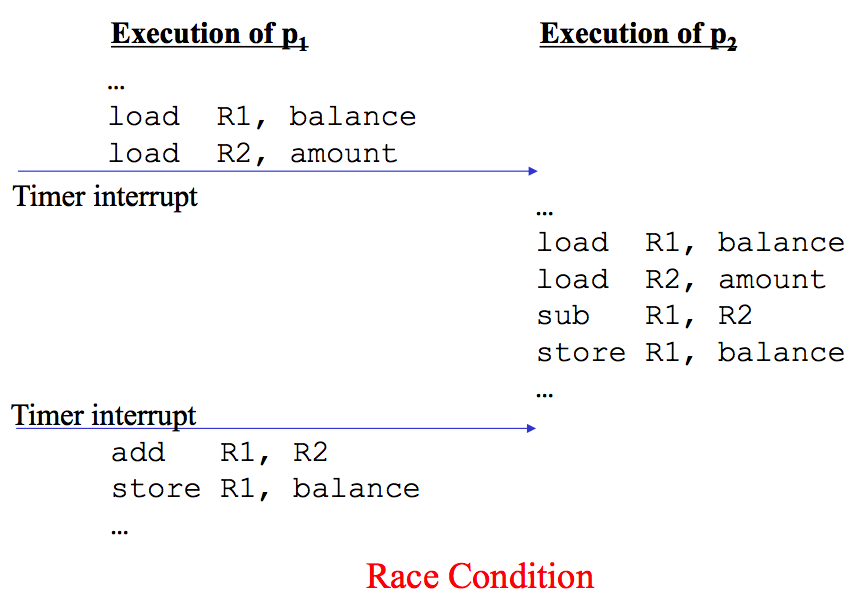 Execution of p1
…
load R1, balance
load R2, amount
Timer interrupt
Execution of p2
…
load R1, balance
load R2, amount
sub R1, R2
store R1, balance
…
Timer interrupt
add R1, R2
store R1, balance
…
Race Condition